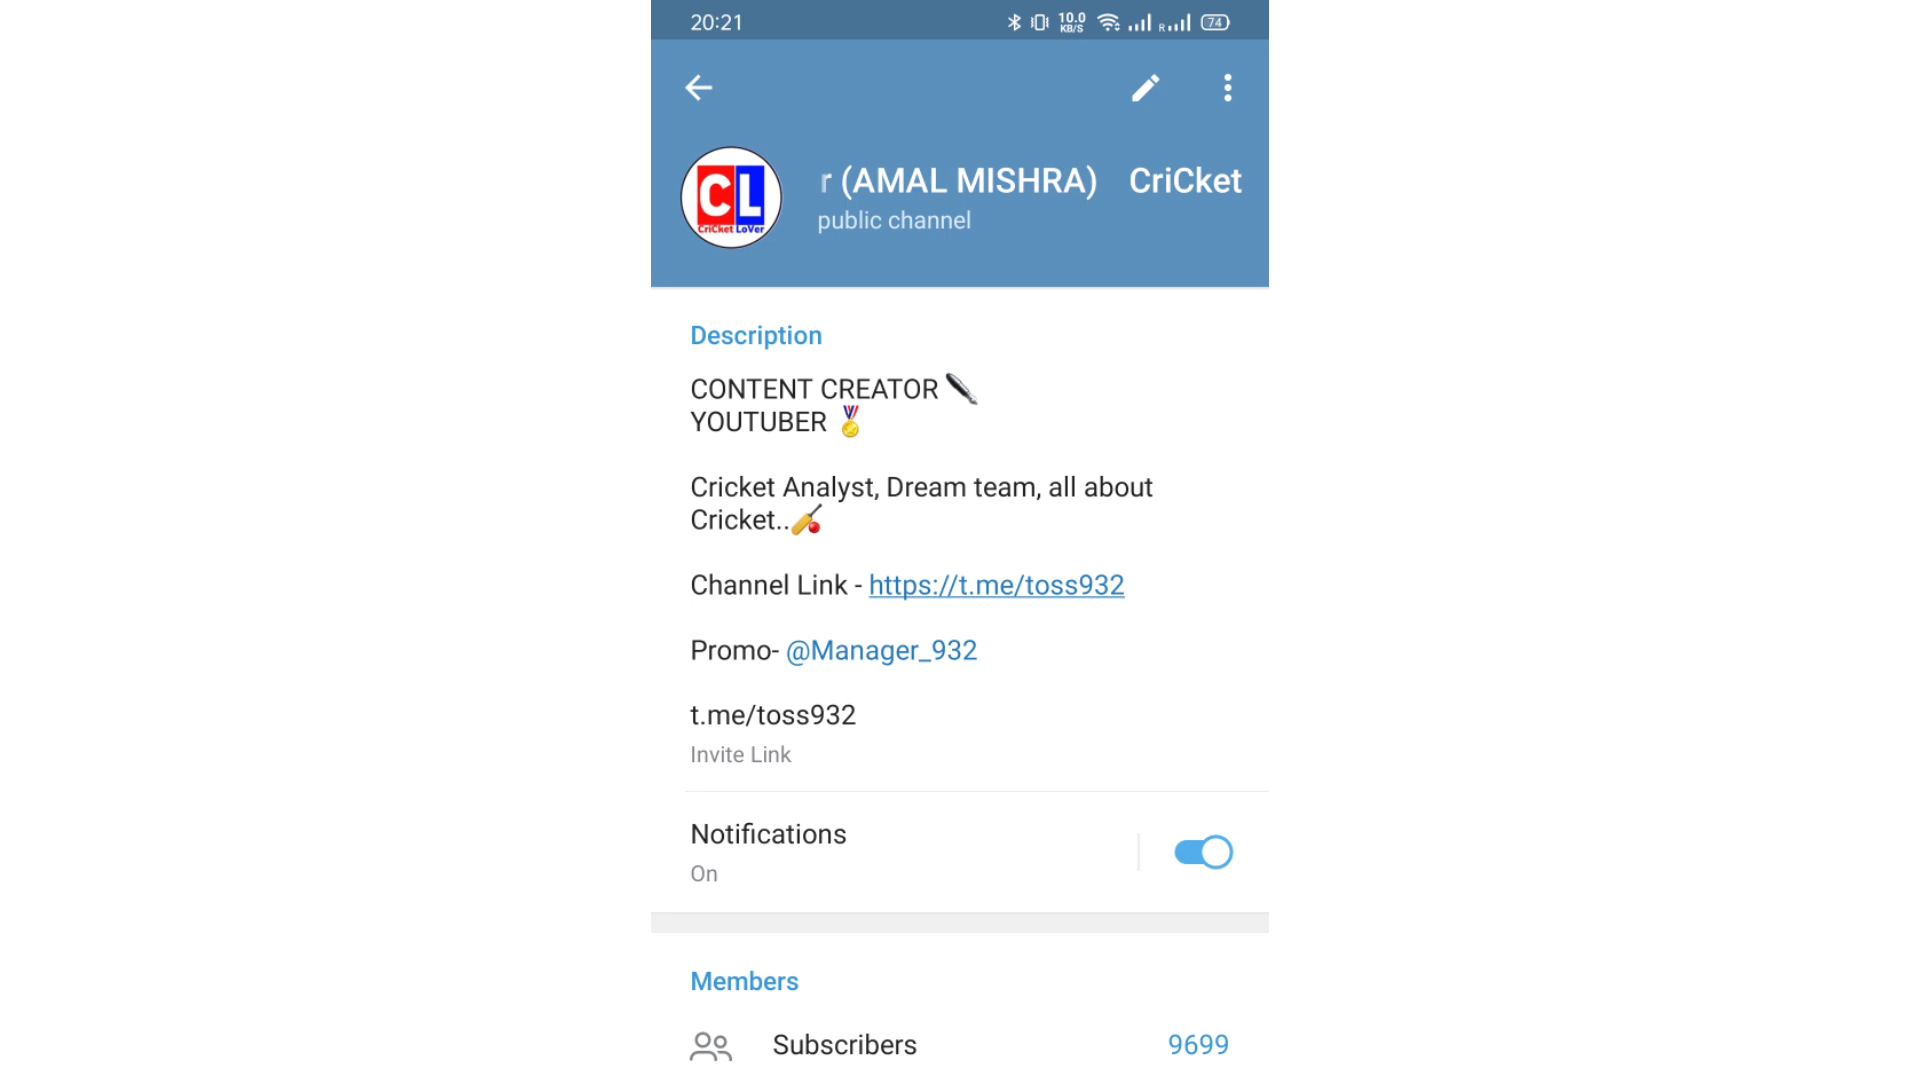 20:21
10.0
KB/S
R
74
CL
CriCket LoVer
r (AMAL MISHRA) CriCket
public channel
Description
CONTENT CREATOR ✒️
YOUTUBER 🏅
Cricket Analyst, Dream team, all about
Cricket..🏏
Channel Link - https://t.me/toss932
Promo- @Manager_932
t.me/toss932
Invite Link
Notifications
On
Members
Subscribers 9699